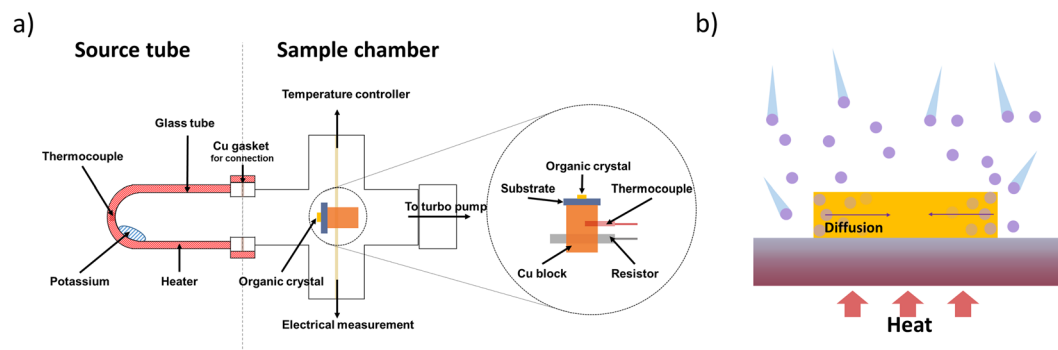 a)
Source tube
Sample chamber
Temperature controller
Glass tube
Cu gasket
for connection
Thermocouple
To turbo pump
Potassium
Heater
Organic crystal
Electrical measurement
Organic crystal
Substrate
Thermocouple
Cu block
Resistor
b)
Diffusion
Heat